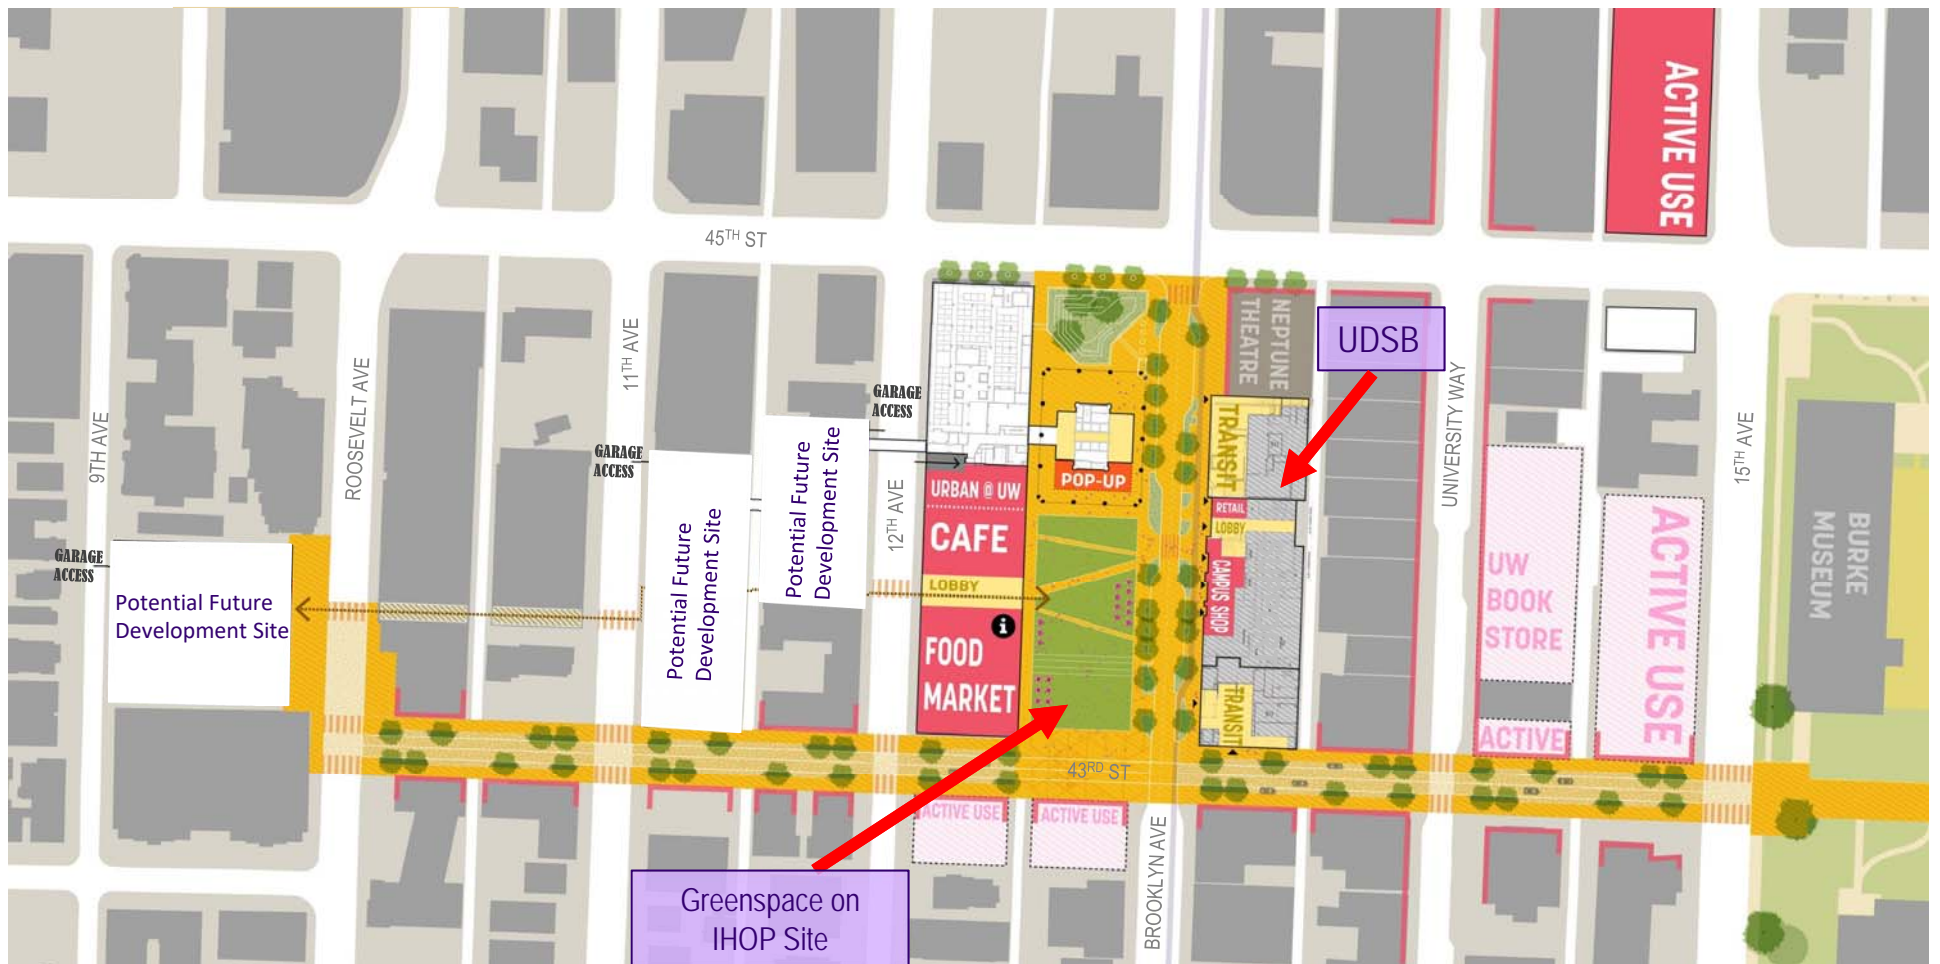 ACTIVE USE
45TH ST
NEPTUNE
THEATRE
UDSB
11TH AVE
ROOSEVELT AVE
9TH AVE
UNIVERSITY WAY
15TH AVE
GARAGE
ACCESS
GARAGE
ACCESS
GARAGE
ACCESS
Potential Future
Development Site
Potential Future
Development Site
Potential Future
Development Site
12TH AVE
URBAN @ UW
CAFE
LOBBY
i
FOOD
MARKET
POP-UP
TRANSIT
RETAIL
LOBBY
CAMPUS SHOP
TRANSIT
UW
BOOK
STORE
ACTIVE
ACTIVE USE
BURKE
MUSEUM
43RD ST
ACTIVE USE
ACTIVE USE
BROOKLYN AVE
Greenspace on
IHOP Site